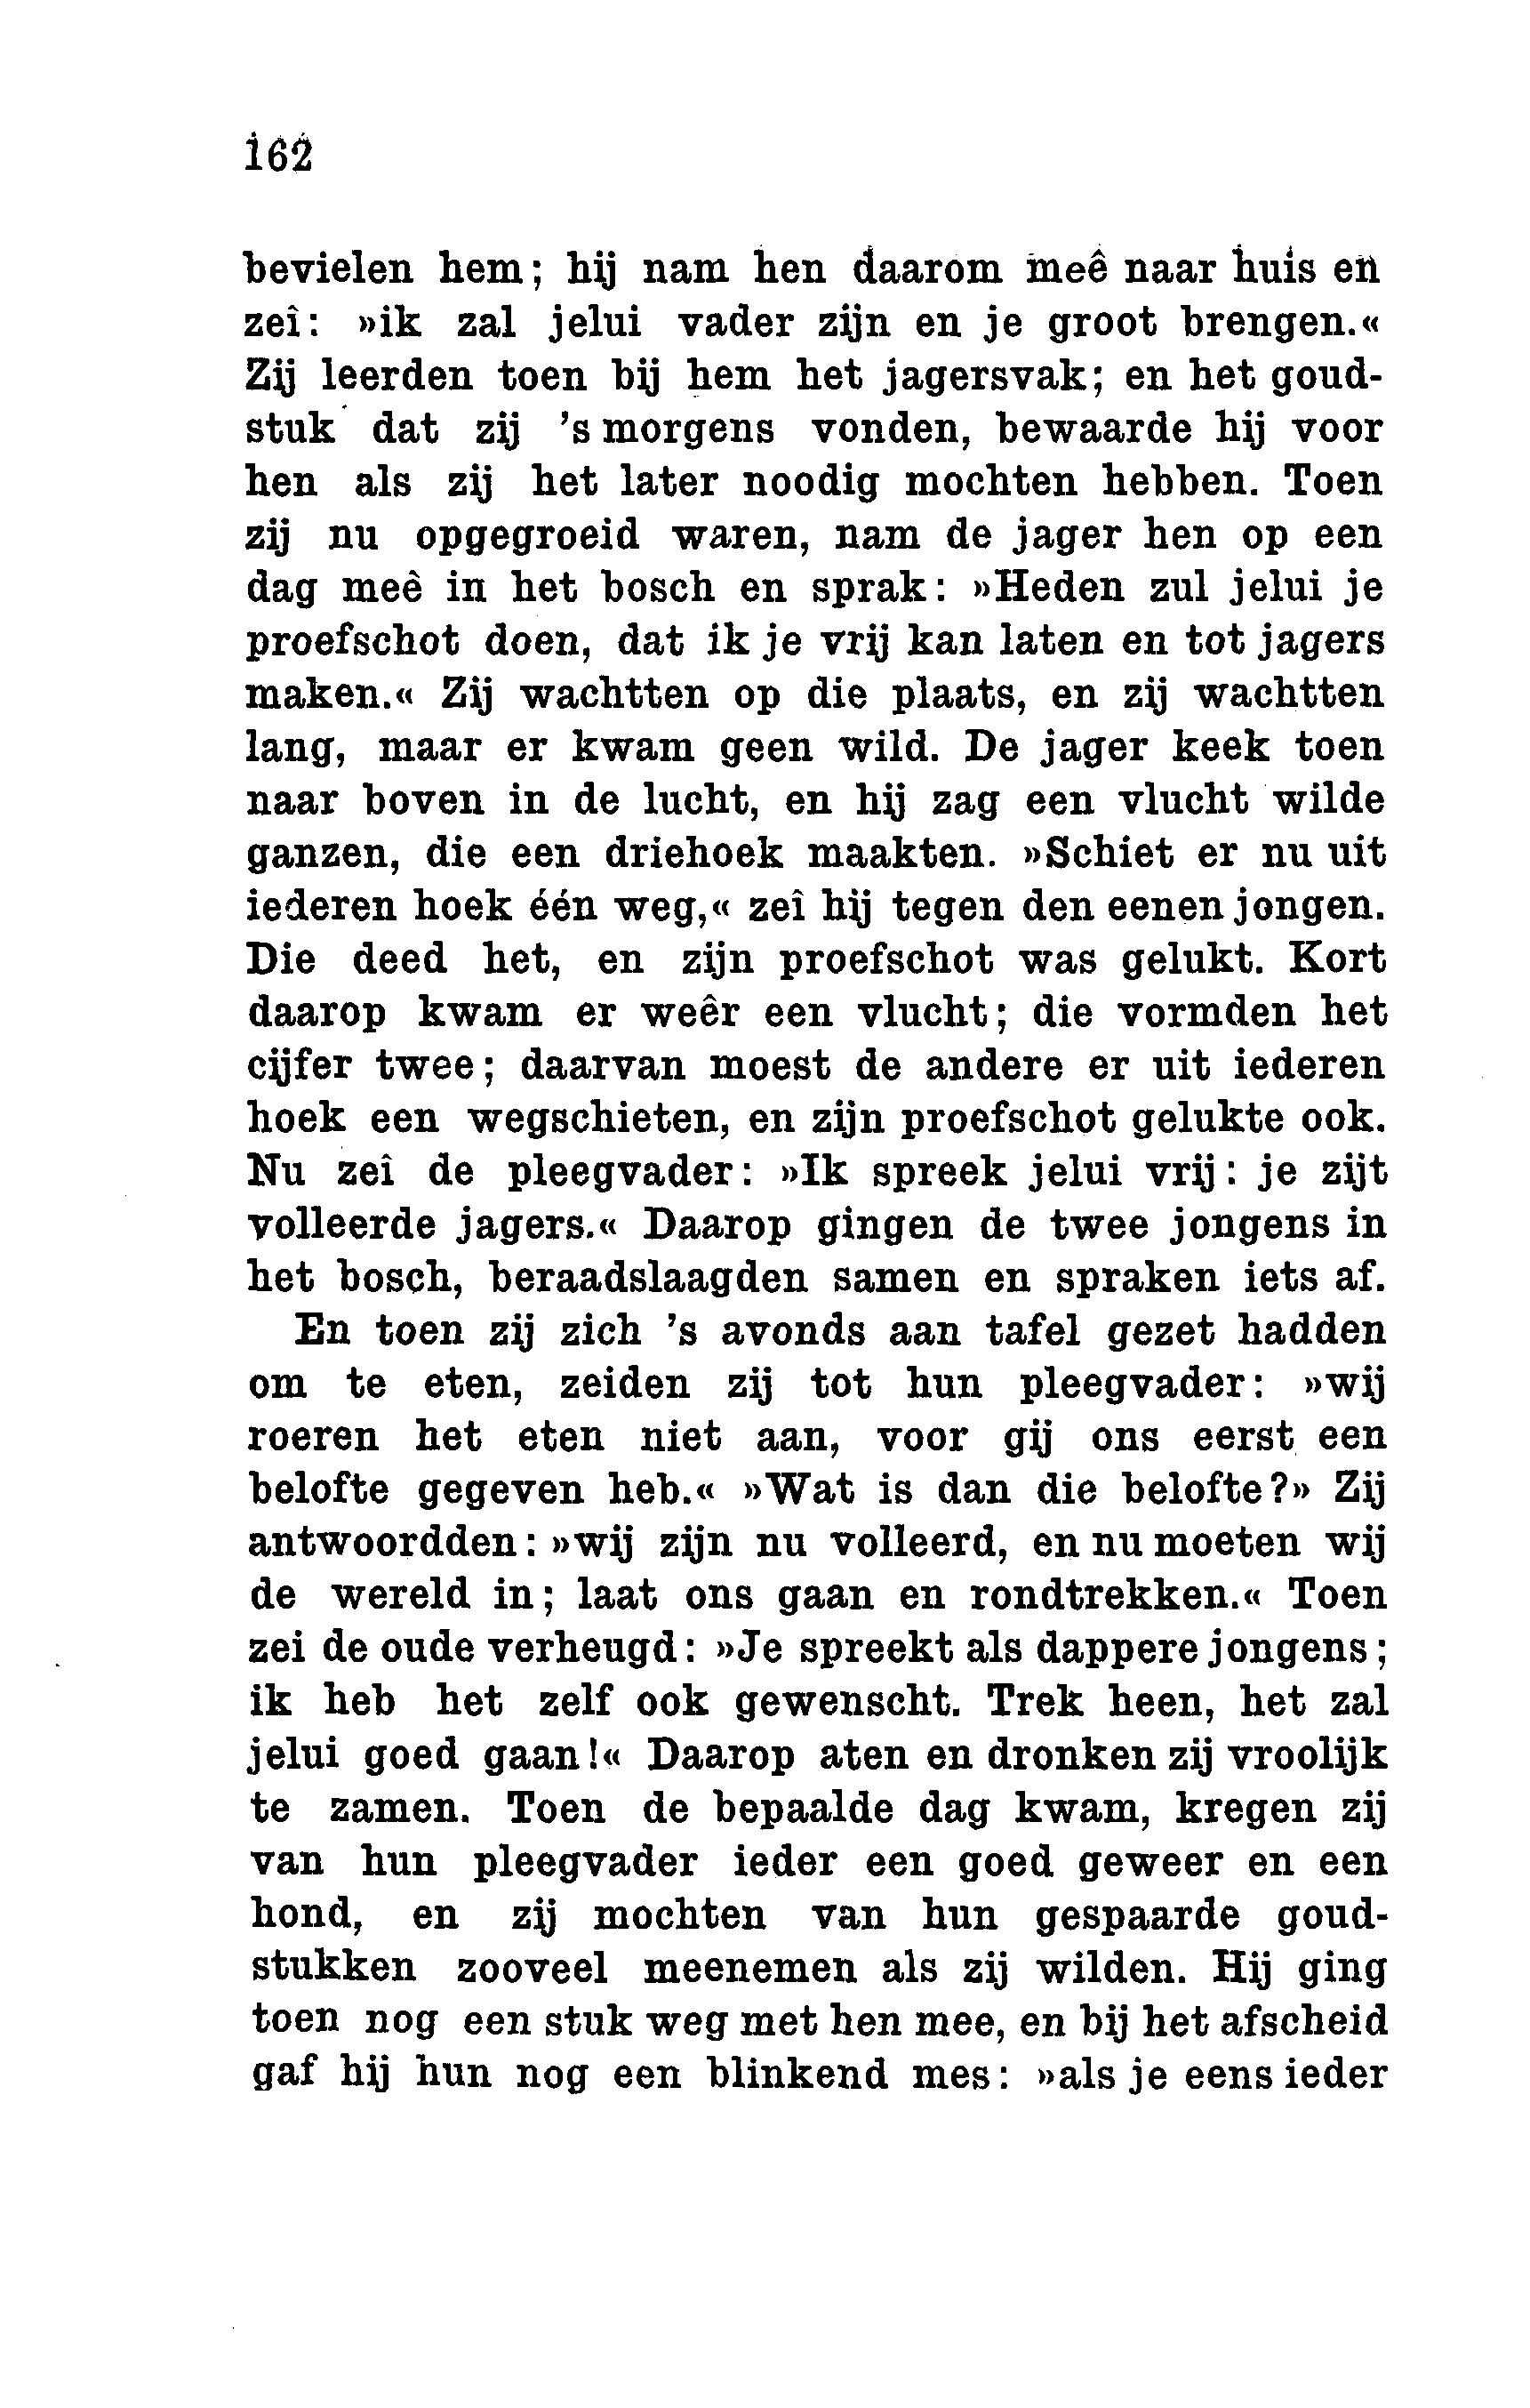 162
bevielen hem; hij nam hen daarom meê naar huis en
zeî: »ik zal jelui vader zijn en je groot brengen.«
Zij leerden toen bij hem het jagersvak; en het goud-
stuk dat zij 's morgens vonden, bewaarde hij voor
hen als zij het later noodig mochten hebben. Toen
zij nu opgegroeid waren, nam de jager hen op een
dag meê in het bosch en sprak: »Heden zul jelui je
proefschot doen, dat ik je vrij kan laten en tot jagers
maken.« Zij wachtten op die plaats, en zij wachtten
lang, maar er kwam geen wild. De jager keek toen
naar boven in de lucht, en hij zag een vlucht wilde
ganzen, die een driehoek maakten. »Schiet er nu uit
iederen hoek één weg,« zeî hij tegen den eenen jongen.
Die deed het, en zijn proefschot was gelukt. Kort
daarop kwam er weêr een vlucht; die vormden het
cijfer twee; daarvan moest de andere er uit iederen
hoek een wegschieten, en zijn proefschot gelukte ook.
Nu zeî de pleegvader: »Ik spreek jelui vrij: je zijt
volleerde jagers.« Daarop gingen de twee jongens in
het bosch, beraadslaagden samen en spraken iets af.
En toen zij zich 's avonds aan tafel gezet hadden
om te eten, zeiden zij tot hun pleegvader: »wij
roeren het eten niet aan, voor gij ons eerst een
belofte gegeven heb.« »Wat is dan die belofte?» Zij
antwoordden: »wij zijn nu volleerd, en nu moeten wij
de wereld in; laat ons gaan en rondtrekken.« Toen
zei de oude verheugd: »Je spreekt als dappere jongens;
ik heb het zelf ook gewenscht. Trek heen, het zal
jelui goed gaan!« Daarop aten en dronken zij vroolijk
te zamen. Toen de bepaalde dag kwam, kregen zij
van hun pleegvader ieder een goed geweer en een
hond, en zij mochten van hun gespaarde goud-
stukken zooveel meenemen als zij wilden. Hij ging
toen nog een stuk weg met hen mee, en bij het afscheid
gaf hij hun nog een blinkend mes: »als je eens ieder